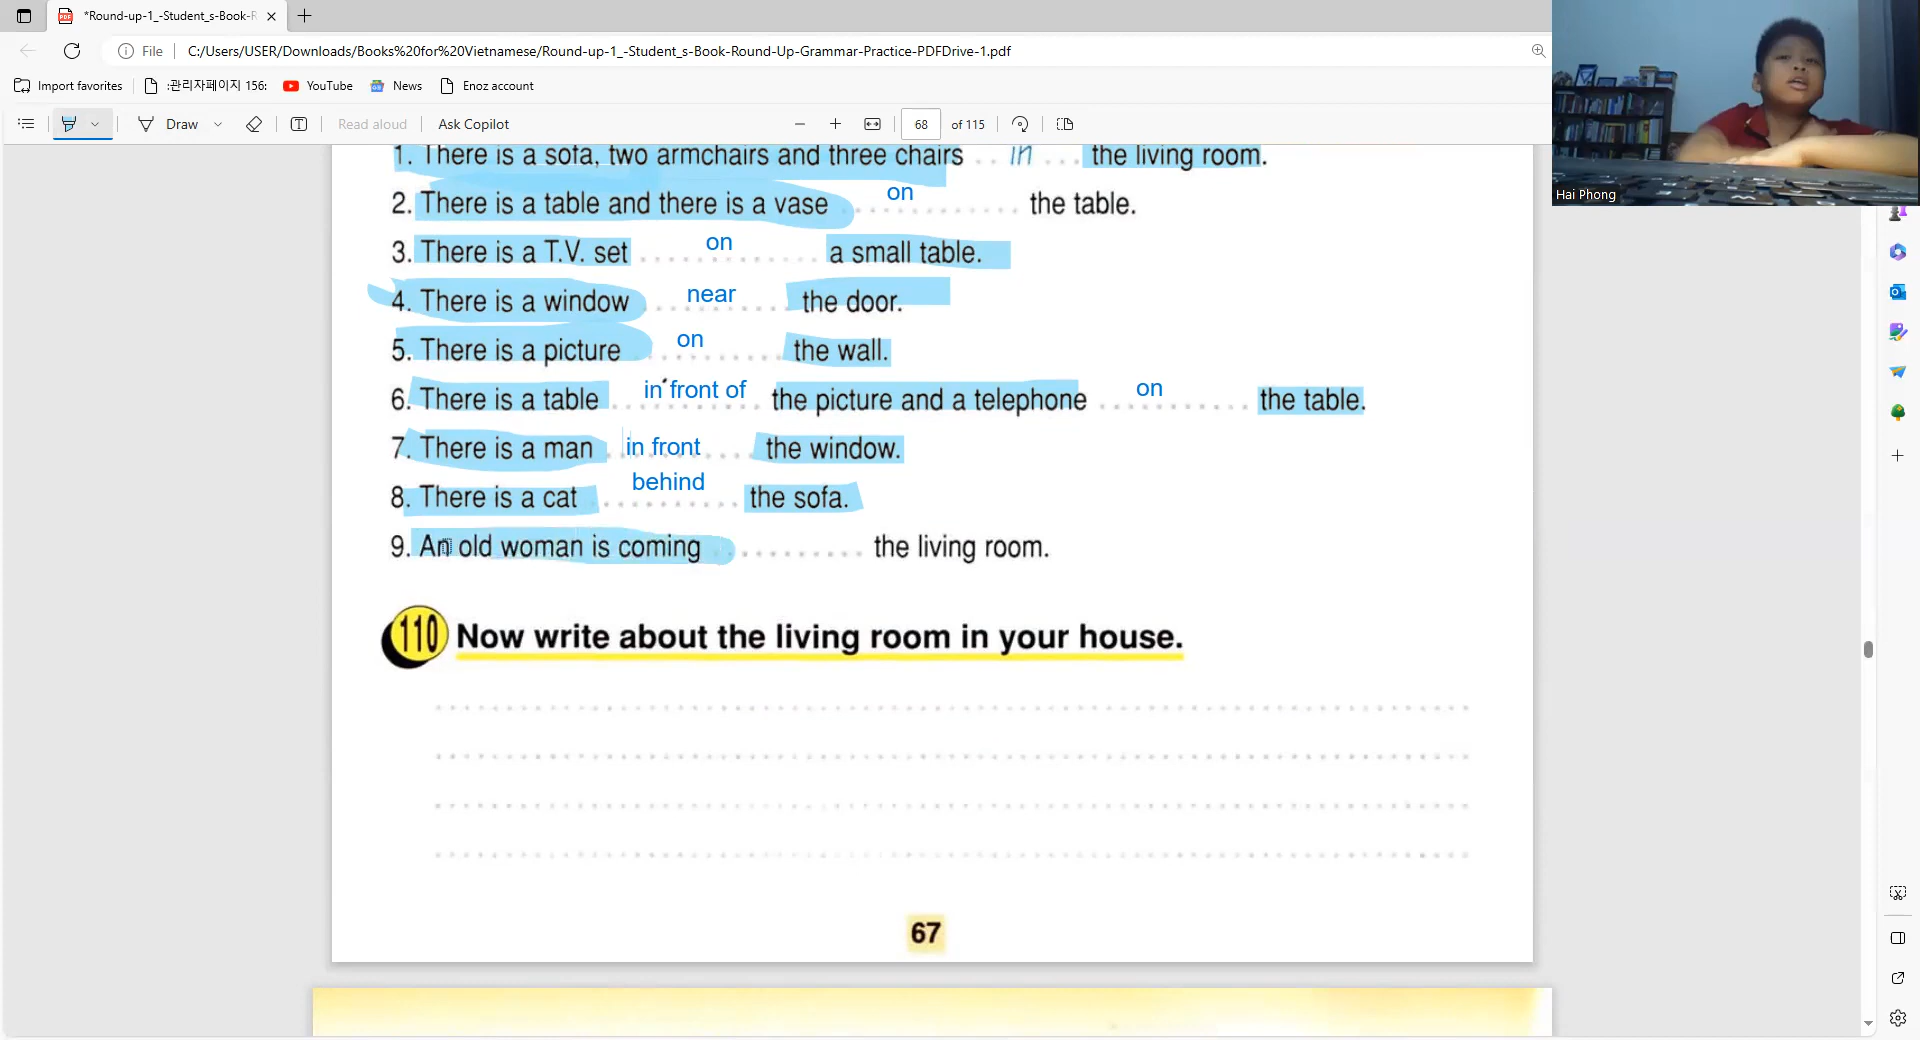 *Round-up-1_-Student_s-Book-R
File C:/Users/USER/Downloads/Books%20for%20Vietnamese/Round-up-1_-Student_s-Book-Round-Up-Grammar-Practice-PDFDrive-1.pdf
Import favorites :관리자페이지 156: YouTube News Enoz account
Draw Read aloud Ask Copilot 68 of 115
Hai Phong
1. There is a sofa, two armchairs and three chairs .. in ... the living room.
2. There is a table and there is a vase on ............ the table.
3. There is a T.V. set on ............ a small table.
4. There is a window near .......... the door.
5. There is a picture on .......... the wall.
6. There is a table in front of .......... the picture and a telephone on .......... the table.
7. There is a man in front ... the window.
8. There is a cat behind .......... the sofa.
9. An old woman is coming .......... the living room.
110 Now write about the living room in your house.
67